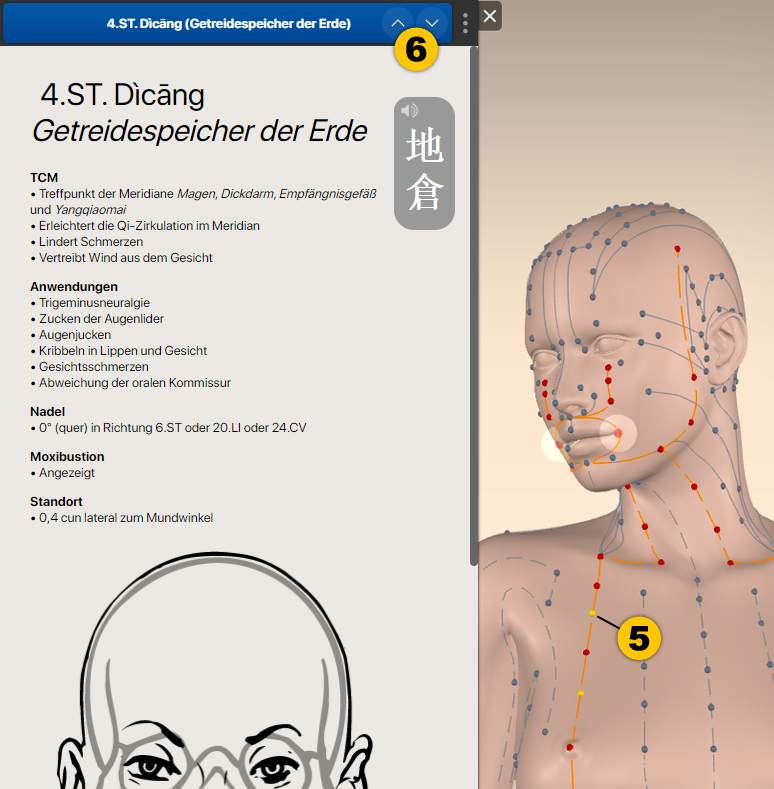 4.ST. Dìcāng (Getreidespeicher der Erde)
6
4.ST. Dìcāng
Getreidespeicher der Erde
地
倉
TCM
• Treffpunkt der Meridiane Magen, Dickdarm, Empfängnisgefäß
und Yangqiaomai
• Erleichtert die Qi-Zirkulation im Meridian
• Lindert Schmerzen
• Vertreibt Wind aus dem Gesicht
Anwendungen
• Trigeminusneuralgie
• Zucken der Augenlider
• Augenjucken
• Kribbeln in Lippen und Gesicht
• Gesichtsschmerzen
• Abweichung der oralen Kommissur
Nadel
• 0° (quer) in Richtung 6.ST oder 20.LI oder 24.CV
Moxibustion
• Angezeigt
Standort
• 0,4 cun lateral zum Mundwinkel
5